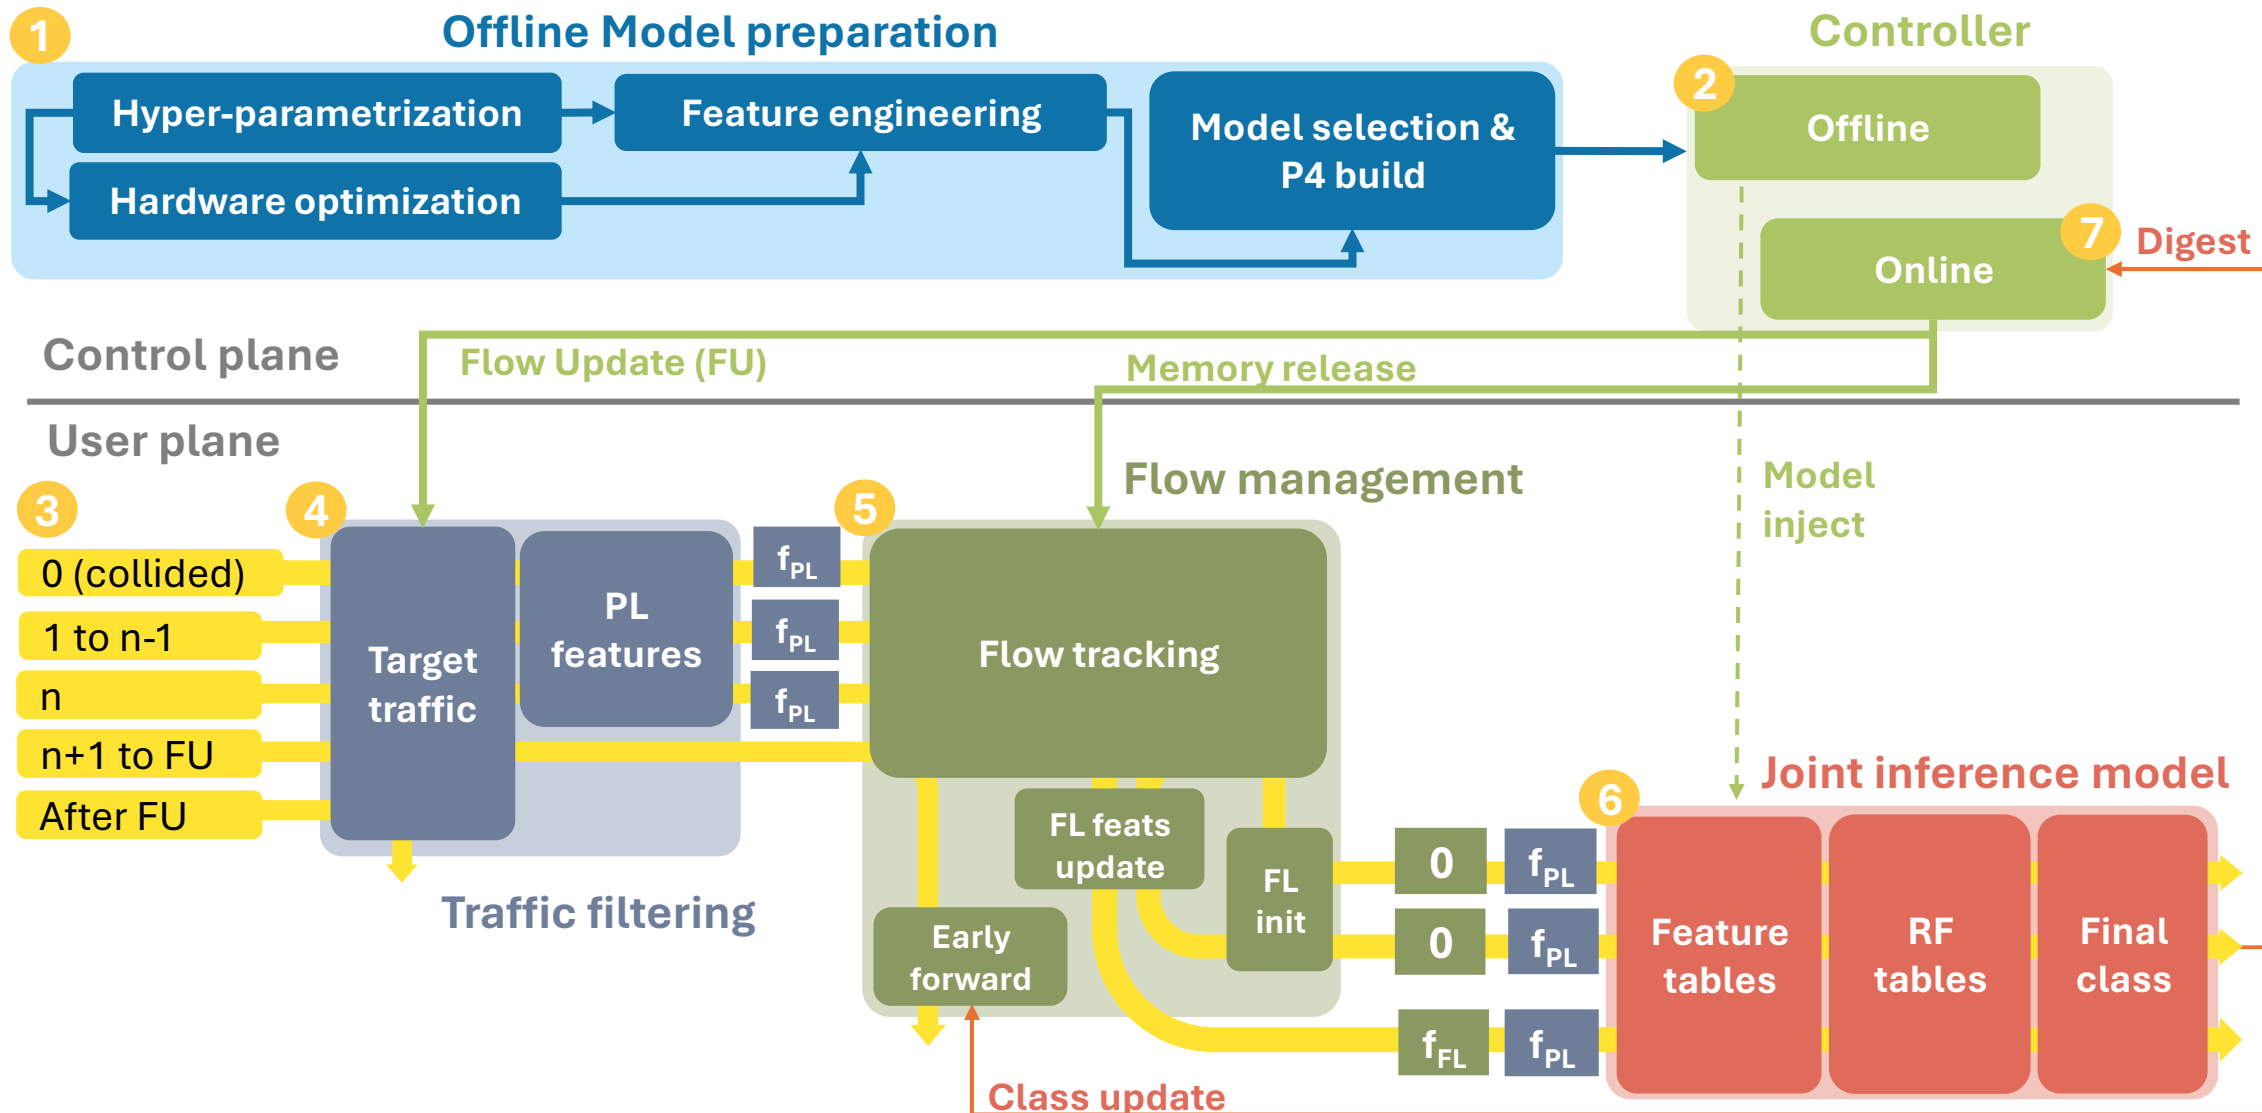 1
Offline Model preparation
Hyper-parametrization
Hardware optimization
Feature engineering
Model selection &
P4 build
Controller
2
Offline
7
Online
Digest
Control plane
Flow Update (FU)
Memory release
User plane
Model
inject
3
0 (collided)
1 to n-1
n
n+1 to FU
After FU
4
Target
traffic
PL
features
Traffic filtering
fPL
fPL
fPL
Flow management
5
Flow tracking
FL feats
update
FL
init
Early
forward
Class update
0
fPL
0
fPL
fFL
fPL
Joint inference model
6
Feature
tables
RF
tables
Final
class